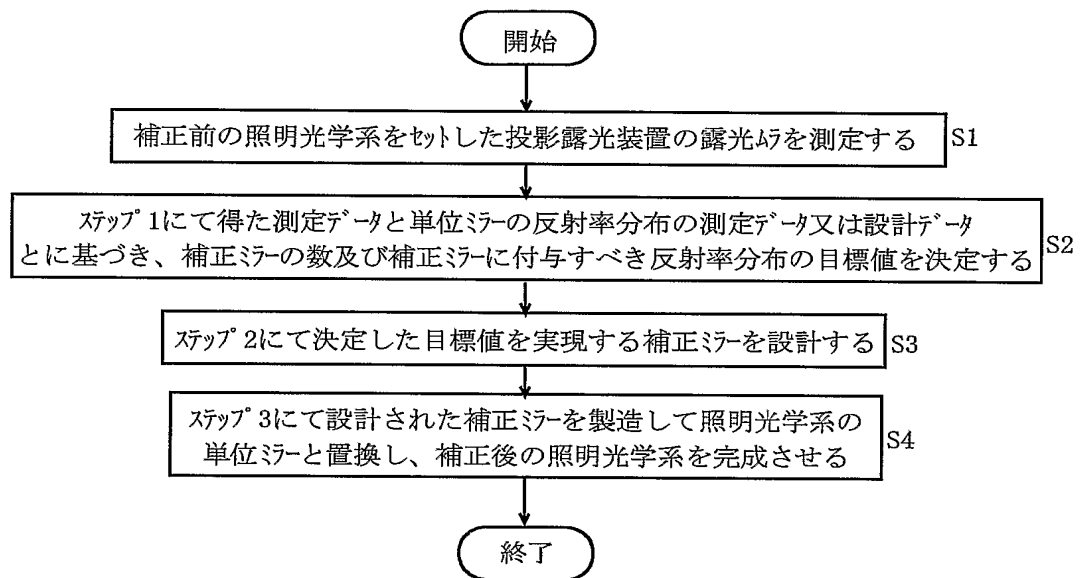 開始
補正前の照明光学系をｾｯﾄした投影露光装置の露光ﾑﾗを測定する S1
ｽﾃｯﾌﾟ1にて得た測定ﾃﾞｰﾀと単位ミラーの反射率分布の測定ﾃﾞｰﾀ又は設計ﾃﾞｰﾀ
とに基づき、補正ミラーの数及び補正ミラーに付与すべき反射率分布の目標値を決定する S2
ｽﾃｯﾌﾟ2にて決定した目標値を実現する補正ﾐﾗｰを設計する S3
ｽﾃｯﾌﾟ3にて設計された補正ﾐﾗｰを製造して照明光学系の
単位ﾐﾗｰと置換し、補正後の照明光学系を完成させる S4
終了